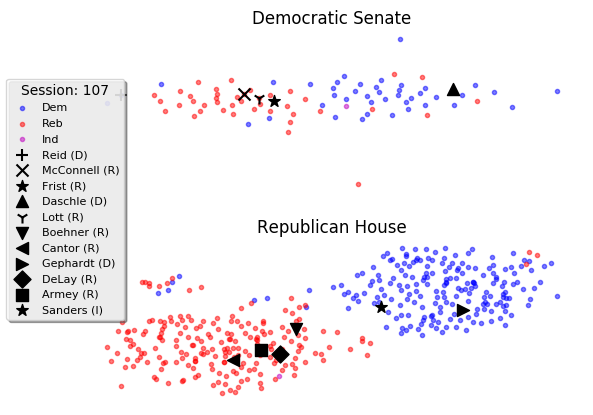 Democratic Senate
Session: 107
Dem
Reb
Ind
Reid (D)
McConnell (R)
Frist (R)
Daschle (D)
Lott (R)
Boehner (R)
Cantor (R)
Gephardt (D)
DeLay (R)
Armey (R)
Sanders (I)
Republican House